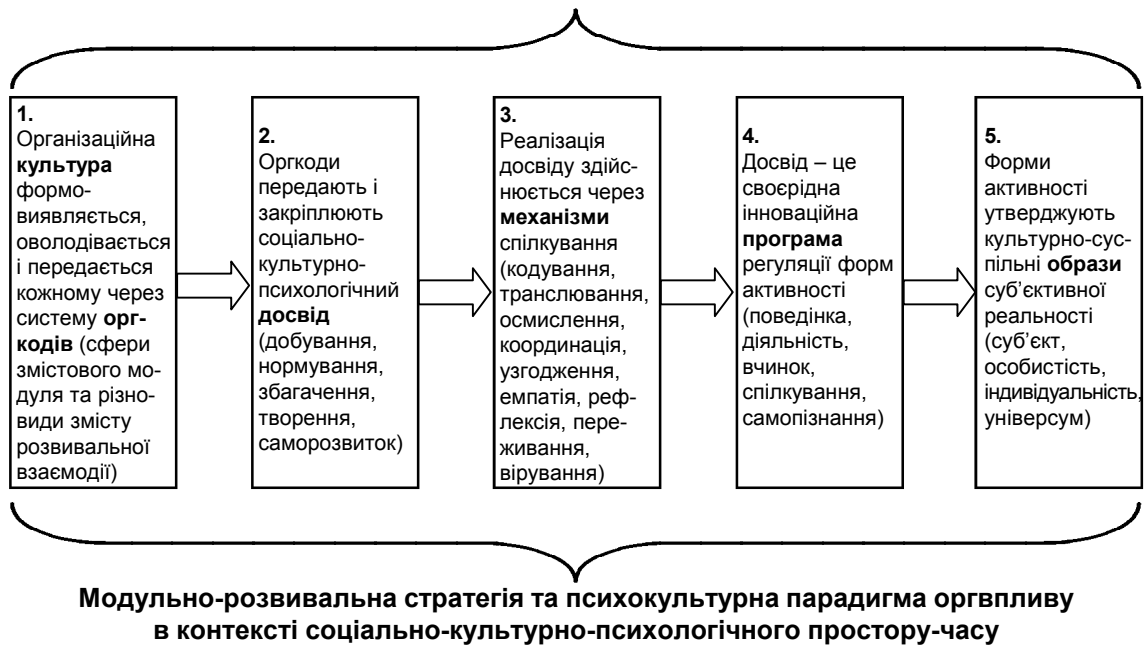 1.
Організаційна
культура
формо-
виявляється,
оволодівається
і передається
кожному через
систему орг-
кодів (сфери
змістового мо-
дуля та різно-
види змісту
розвивальної
взаємодії)
2.
Оргкоди
передають і
закріплюють
соціально-
культурно-
психологічний
досвід
(добування,
нормування,
збагачення,
творення,
саморозвиток)
3.
Реалізація
досвіду здійс-
нюється через
механізми
спілкування
(кодування,
транслювання,
осмислення,
координація,
узгодження,
емпатія, реф-
лексія, пере-
живання,
вірування)
4.
Досвід – це
своєрідна
інноваційна
програма
регуляції форм
активності
(поведінка,
діяльність,
вчинок,
спілкування,
самопізнання)
5.
Форми
активності
утверджують
культурно-сус-
пільні образи
суб’єктивної
реальності
(суб’єкт,
особистість,
індивідуальність,
універсум)
Модульно-розвивальна стратегія та психокультурна парадигма оргвпливу
в контексті соціально-культурно-психологічного простору-часу